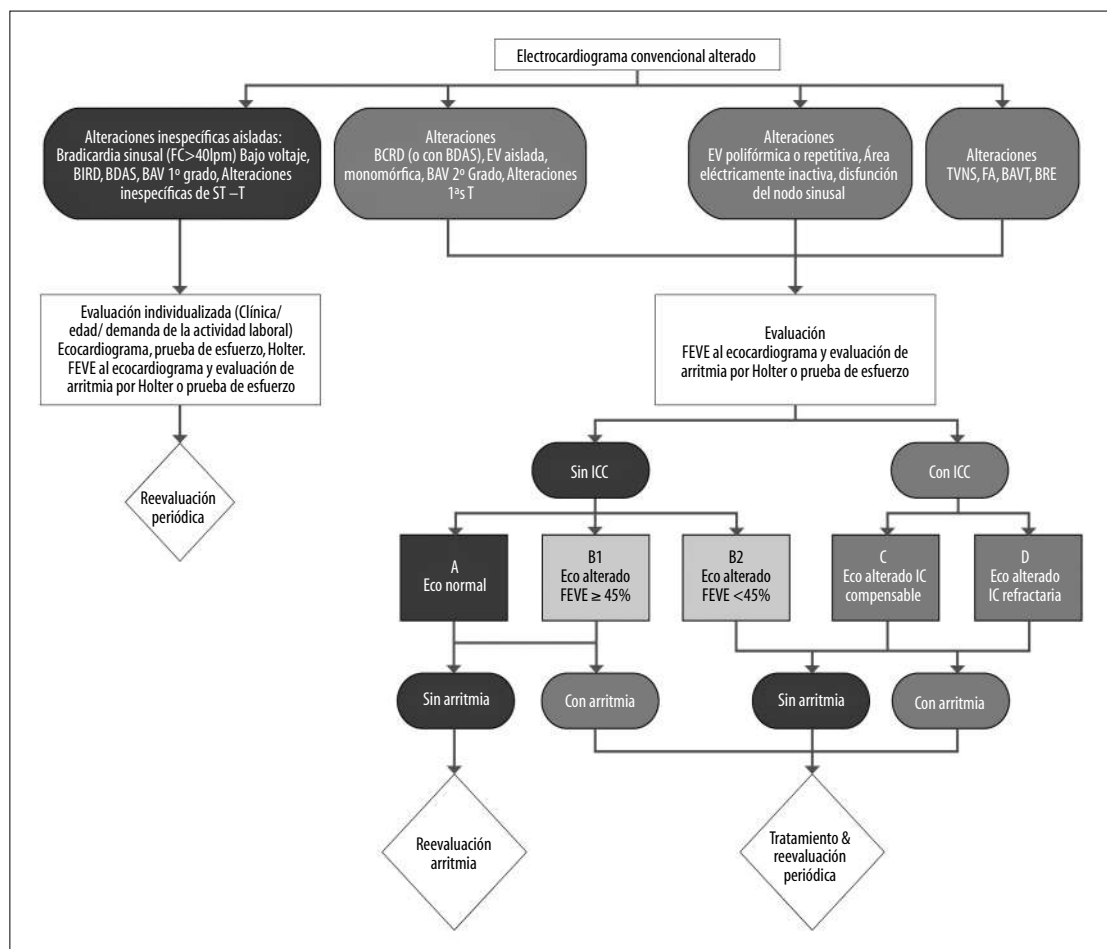 Electrocardiograma convencional alterado
Alteraciones inespecíficas aisladas:
Bradicardia sinusal (FC>40lpm) Bajo voltaje,
BIRD, BDAS, BAV 1º grado, Alteraciones
inespecíficas de ST –T
Alteraciones
BCRD (o con BDAS), EV aislada,
monomórfica, BAV 2º Grado, Alteraciones
1ªs T
Alteraciones
EV polifórmica o repetitiva, Área
eléctricamente inactiva, disfunción
del nodo sinusal
Alteraciones
TVNS, FA, BAVT, BRE
Evaluación individualizada (Clínica/
edad/ demanda de la actividad laboral)
Ecocardiograma, prueba de esfuerzo, Holter.
FEVE al ecocardiograma y evaluación de
arritmia por Holter o prueba de esfuerzo
Evaluación
FEVE al ecocardiograma y evaluación de
arritmia por Holter o prueba de esfuerzo
Reevaluación
periódica
Sin ICC
Con ICC
A
Eco normal
B1
Eco alterado
FEVE ≥ 45%
B2
Eco alterado
FEVE <45%
C
Eco alterado IC
compensable
D
Eco alterado
IC refractaria
Sin arritmia
Con arritmia
Sin arritmia
Con arritmia
Reevaluación
arritmia
Tratamiento &
reevaluación
periódica